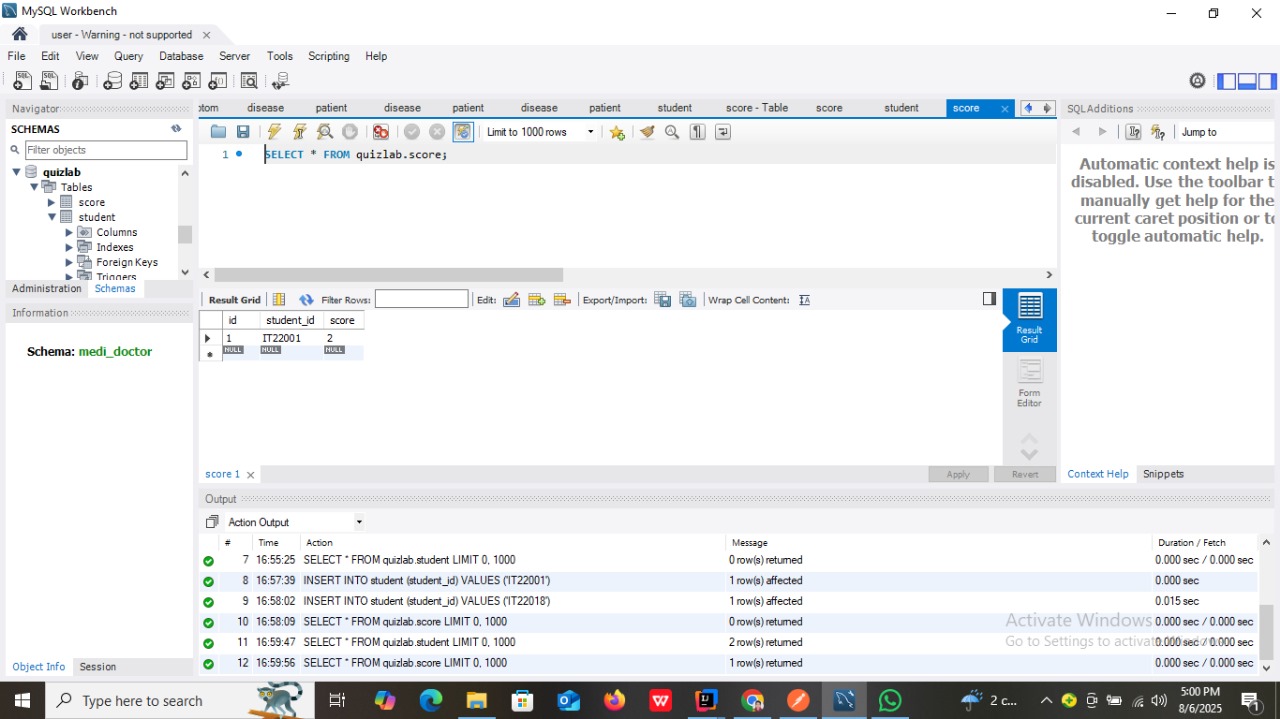 MySQL Workbench
user - Warning - not supported
File Edit View Query Database Server Tools Scripting Help
Navigator
SCHEMAS
Filter objects
quizlab
Tables
score
student
Columns
Indexes
Foreign Keys
Triggers
Administration Schemas
Information
Schema: medi_doctor
Object Info Session
ptom disease patient disease patient disease patient student score - Table score student score
Limit to 1000 rows
1 SELECT * FROM quizlab.score;
Result Grid Filter Rows: Edit: Export/Import: Wrap Cell Content:
id student_id score
1 IT22001 2
NULL NULL NULL
Result Grid
Form Editor
score 1 Apply Revert
SQLAdditions
Jump to
Automatic context help is
disabled. Use the toolbar t
manually get help for the
current caret position or to
toggle automatic help.
Context Help Snippets
Output
Action Output
# Time Action Message Duration / Fetch
7 16:55:25 SELECT * FROM quizlab.student LIMIT 0, 1000 0 row(s) returned 0.000 sec / 0.000 sec
8 16:57:39 INSERT INTO student (student_id) VALUES ('IT22001') 1 row(s) affected 0.000 sec
9 16:58:02 INSERT INTO student (student_id) VALUES ('IT22018') 1 row(s) affected 0.015 sec
10 16:58:09 SELECT * FROM quizlab.score LIMIT 0, 1000 0 row(s) returned 0.000 sec / 0.000 sec
11 16:59:47 SELECT * FROM quizlab.student LIMIT 0, 1000 2 row(s) returned 0.000 sec / 0.000 sec
12 16:59:56 SELECT * FROM quizlab.score LIMIT 0, 1000 1 row(s) returned 0.000 sec / 0.000 sec
Activate Windows
Go to Settings to activate
Type here to search
2 c...
5:00 PM
8/6/2025
1